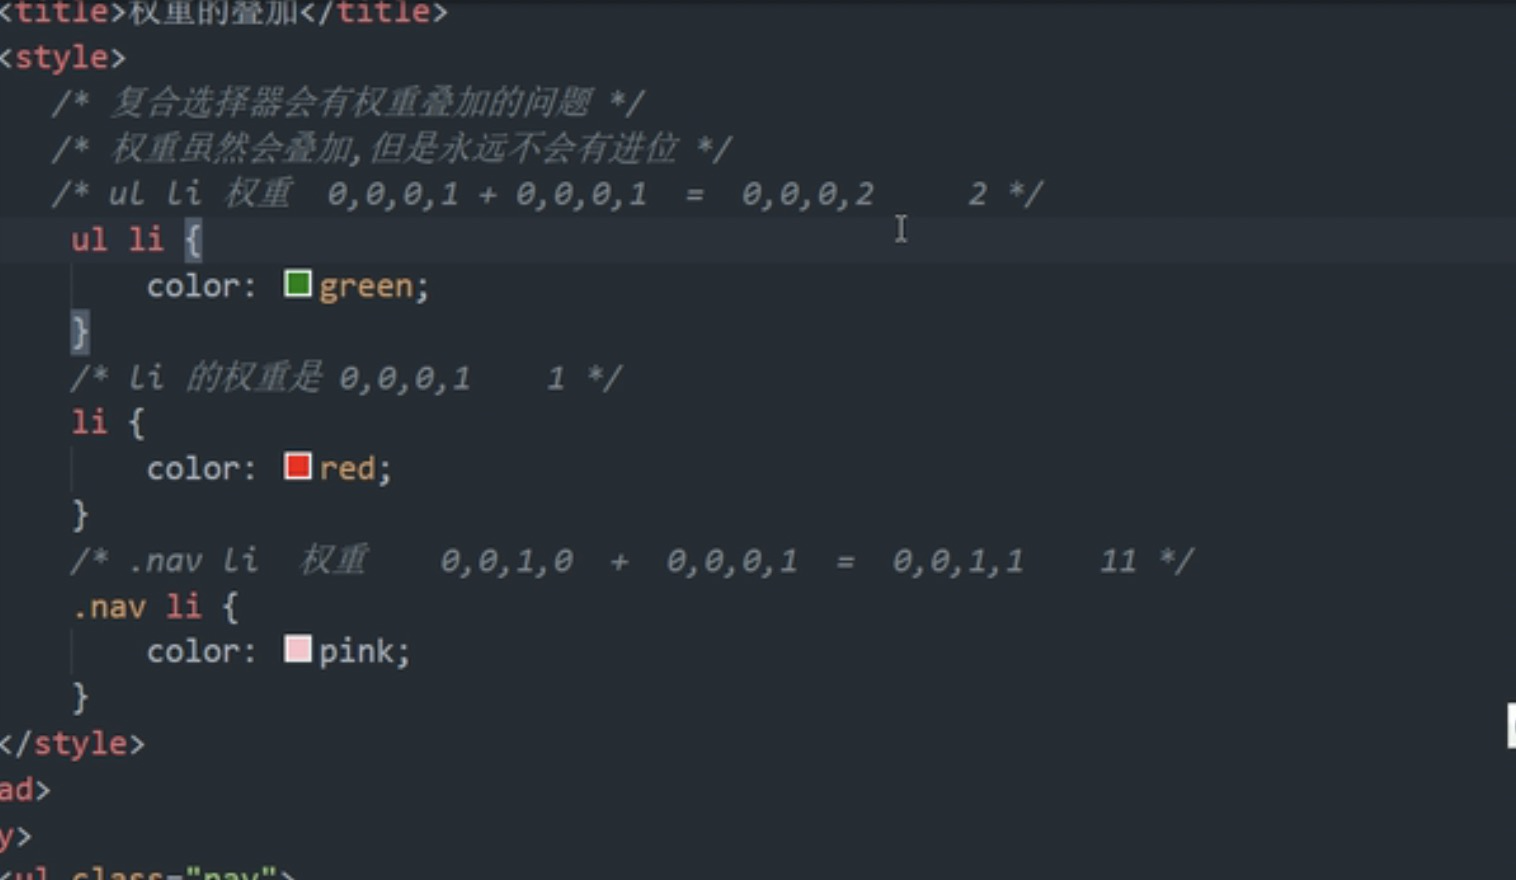 <title>权重的叠加</title>
<style>
/* 复合选择器会有权重叠加的问题 */
/* 权重虽然会叠加,但是永远不会有进位 */
/* ul li 权重  0,0,0,1 + 0,0,0,1  =  0,0,0,2     2 */
ul li {
color: green;
}
/* li 的权重是 0,0,0,1    1 */
li {
color: red;
}
/* .nav li  权重    0,0,1,0  +  0,0,0,1  =  0,0,1,1    11 */
.nav li {
color: pink;
}
</style>
ad>
y>
<ul class="nav">